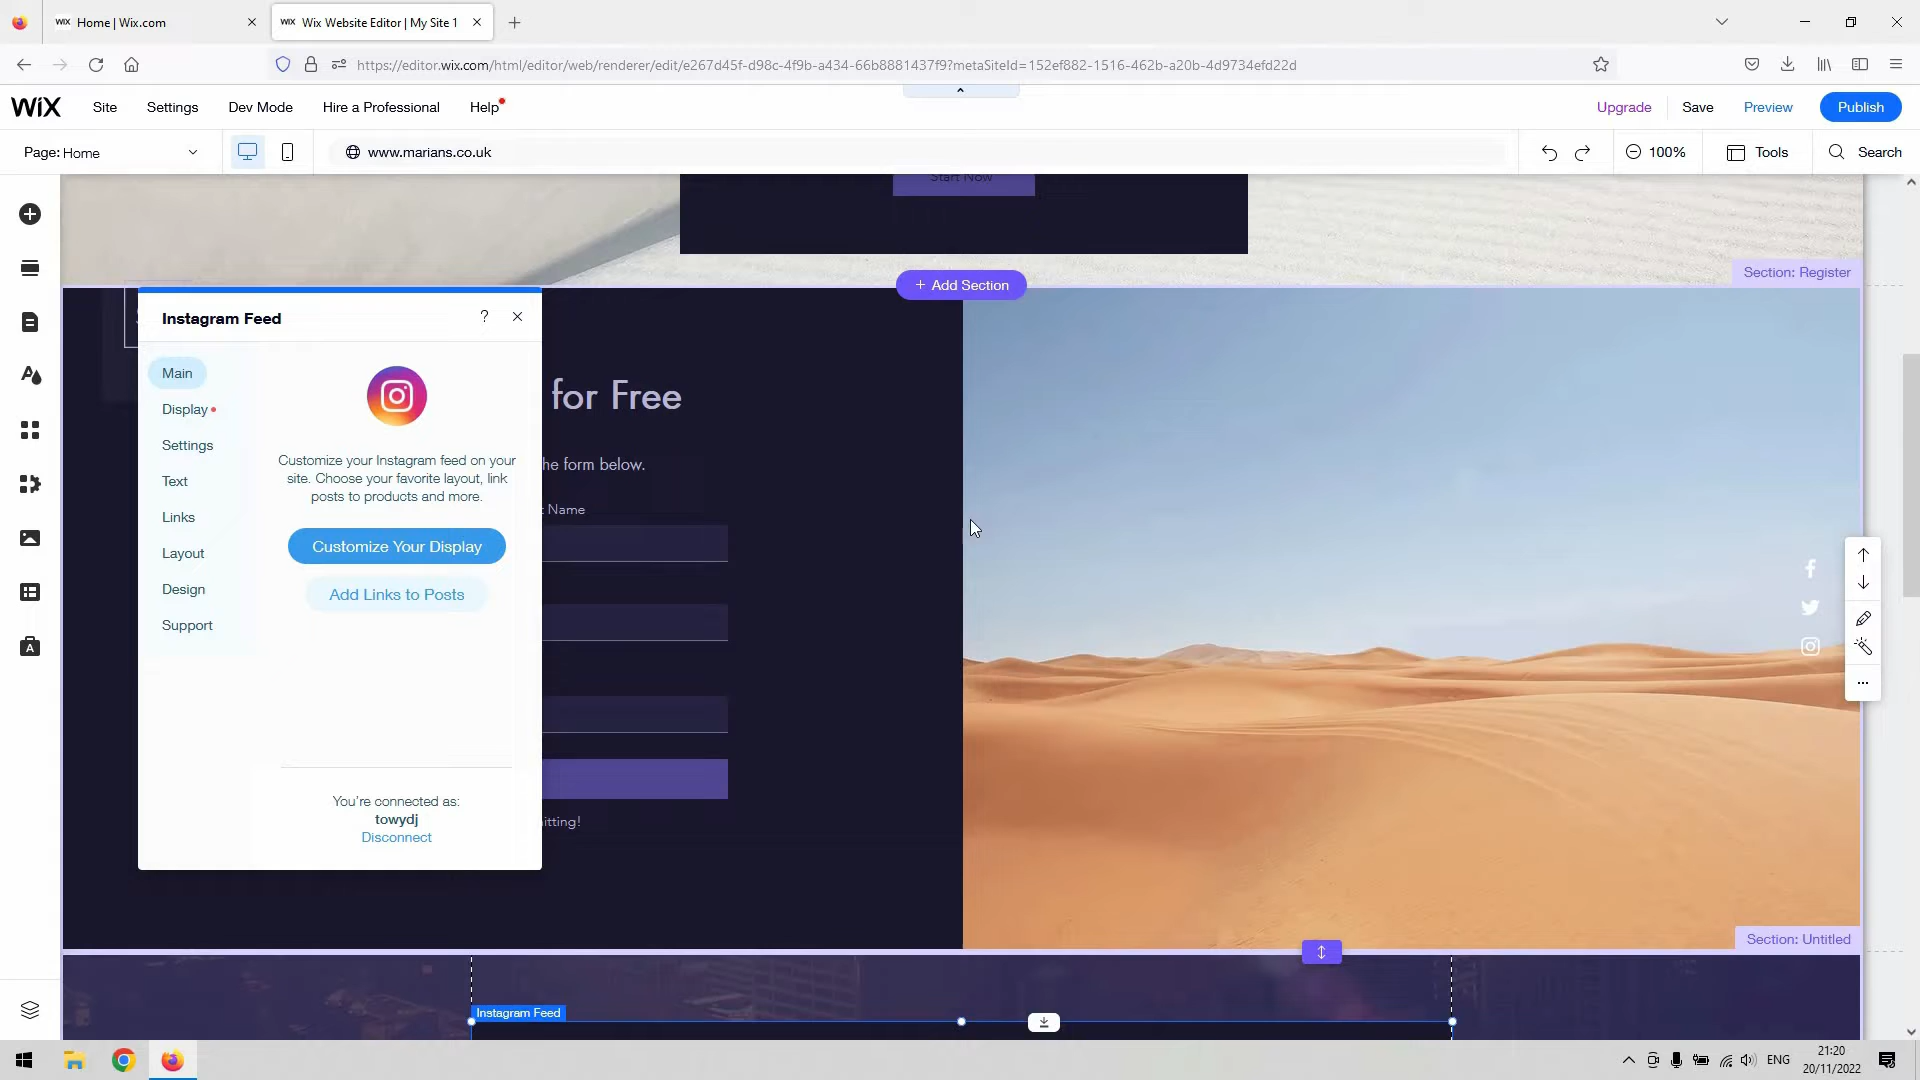 Home | Wix.com
Wix Website Editor | My Site 1
https://editor.wix.com/html/editor/web/renderer/edit/e267d45f-d98c-4f9b-a434-66b8881437f9?metaSiteId=152ef882-1516-462b-a20b-4d9734efd22d
WiX Site Settings Dev Mode Hire a Professional Help Upgrade Save Preview Publish
Page: Home www.marians.co.uk 100% Tools Search
Start Now
Section: Register
+ Add Section
Instagram Feed ?
Main
Display
Settings
Text
Links
Layout
Design
Support
Customize your Instagram feed on your
site. Choose your favorite layout, link
posts to products and more.
Customize Your Display
Add Links to Posts
You're connected as:
towydj
Disconnect
for Free
he form below.
t Name
itting!
Section: Untitled
Instagram Feed
ENG
21:20
20/11/2022